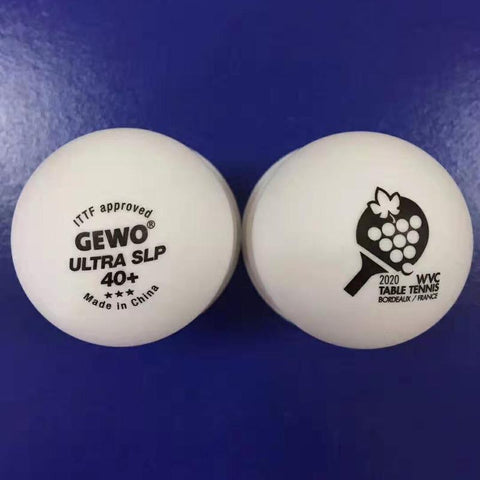 ITTF approved
GEWO®
ULTRA SLP
40+
★★★
Made in China
2020 WVC
TABLE TENNIS
BORDEAUX / FRANCE